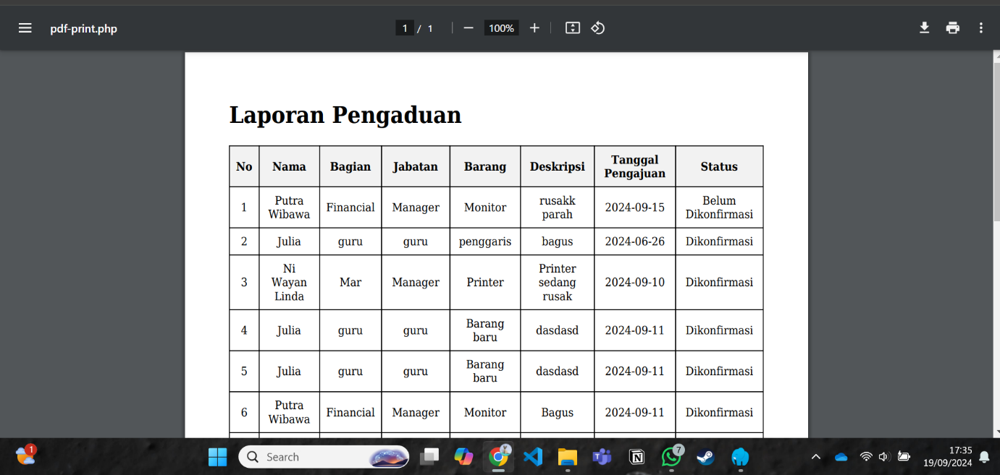 pdf-print.php
1 / 1
100%
Laporan Pengaduan
No Nama Bagian Jabatan Barang Deskripsi Tanggal Pengajuan Status
1 Putra Wibawa Financial Manager Monitor rusakk parah 2024-09-15 Belum Dikonfirmasi
2 Julia guru guru penggaris bagus 2024-06-26 Dikonfirmasi
3 Ni Wayan Linda Mar Manager Printer Printer sedang rusak 2024-09-10 Dikonfirmasi
4 Julia guru guru Barang baru dasdasd 2024-09-11 Dikonfirmasi
5 Julia guru guru Barang baru dasdasd 2024-09-11 Dikonfirmasi
6 Putra Wibawa Financial Manager Monitor Bagus 2024-09-11 Dikonfirmasi
1
Search
7
17:35
19/09/2024